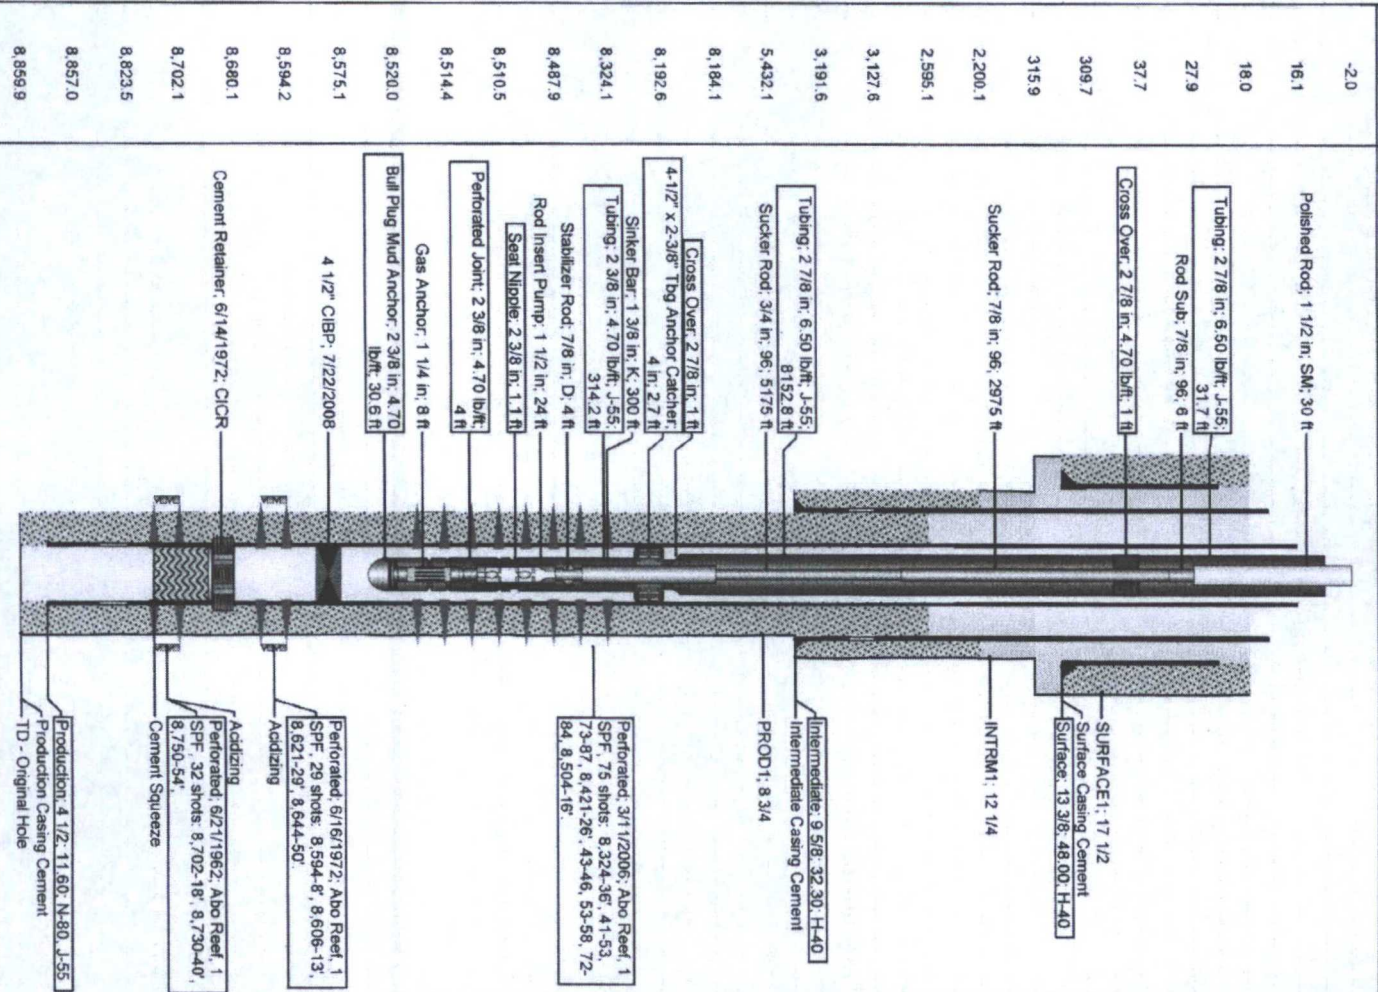 -2.0
16.1
18.0
27.9
37.7
309.7
315.9
2,200.1
2,595.1
3,127.6
3,191.6
5,432.1
8,184.1
8,192.6
8,324.1
8,487.9
8,510.5
8,514.4
8,520.0
8,575.1
8,594.2
8,680.1
8,702.1
8,823.5
8,857.0
8,859.9
Polished Rod; 1 1/2 in; SM; 30 ft
Tubing; 2 7/8 in; 6.50 lb/ft; J-55;
31.7 ft
Rod Sub; 7/8 in; 96; 6 ft
Cross Over; 2 7/8 in; 4.70 lb/ft; 1 ft
Sucker Rod; 7/8 in; 96; 2975 ft
Tubing; 2 7/8 in; 6.50 lb/ft; J-55;
8152.8 ft
Sucker Rod; 3/4 in; 96; 5175 ft
Cross Over; 2 7/8 in; 1 ft
4-1/2" x 2-3/8" Tbg Anchor Catcher;
4 in; 2.7 ft
Sinker Bar; 1 3/8 in; K; 300 ft
Tubing; 2 3/8 in; 4.70 lb/ft; J-55;
314.2 ft
Stabilizer Rod; 7/8 in; D; 4 ft
Rod Insert Pump; 1 1/2 in; 24 ft
Seat Nipple; 2 3/8 in; 1.1 ft
Perforated Joint; 2 3/8 in; 4.70 lb/ft;
4 ft
Gas Anchor; 1 1/4 in; 8 ft
Bull Plug Mud Anchor; 2 3/8 in; 4.70
lb/ft; 30.6 ft
4 1/2" CIBP; 7/22/2008
Cement Retainer; 6/14/1972; CICR
SURFACE1; 17 1/2
Surface Casing Cement
Surface; 13 3/8; 48.00; H-40
INTRM1; 12 1/4
Intermediate; 9 5/8; 32.30; H-40
Intermediate Casing Cement
PROD1; 8 3/4
Perforated; 3/11/2006; Abo Reef, 1
SPF, 75 shots: 8,324-36', 41-53,
73-87, 8,421-26', 43-46, 53-58, 72-
84, 8,504-16'.
Perforated; 6/16/1972; Abo Reef, 1
SPF, 29 shots: 8,594-8', 8,606-13',
8,621-29', 8,644-50'.
Acidizing
Acidizing
Perforated; 6/21/1962; Abo Reef, 1
SPF, 32 shots: 8,702-18', 8,730-40',
8,750-54'.
Cement Squeeze
Production; 4 1/2; 11.60; N-80, J-55
Production Casing Cement
TD - Original Hole